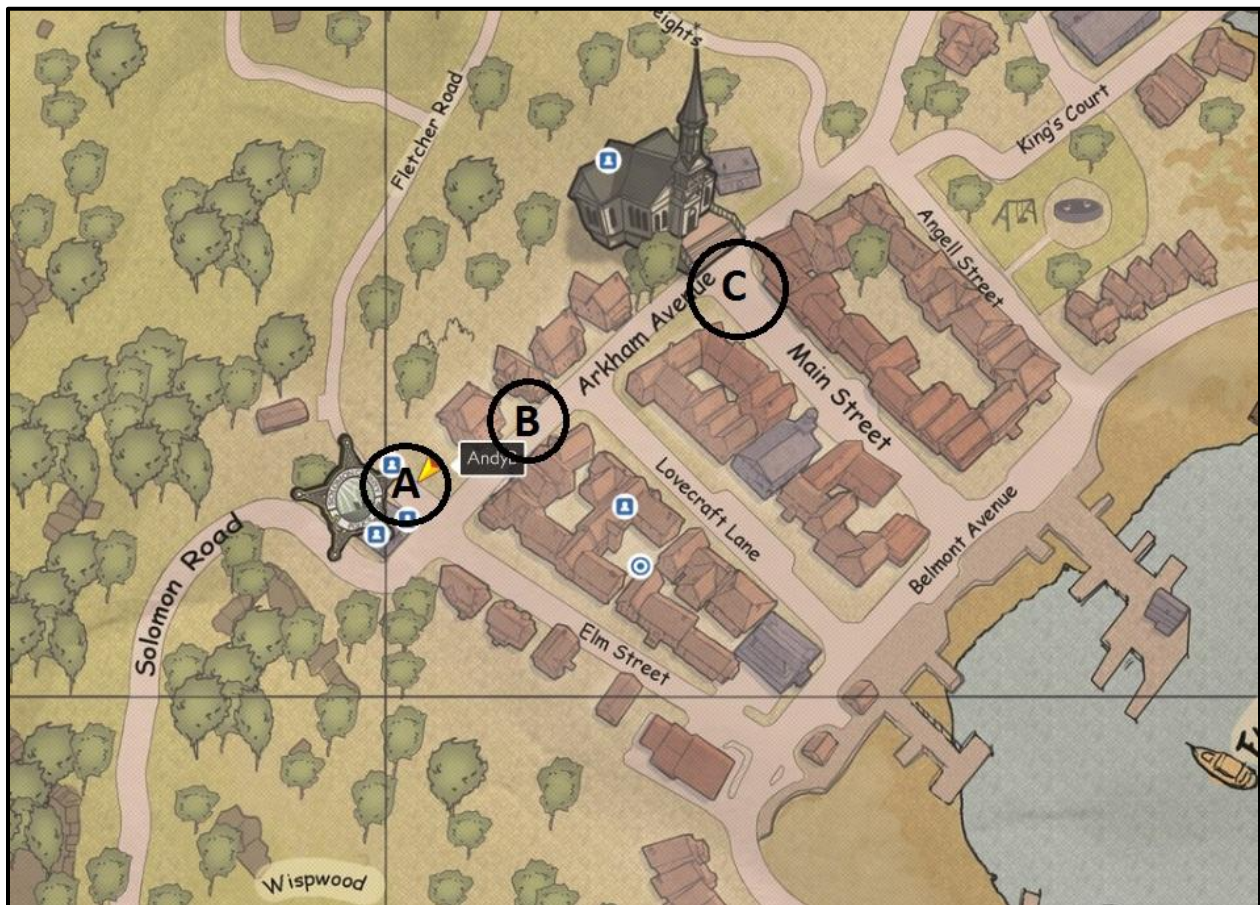 Fletcher Road
King's Court
Angell Street
C
Arkham Avenue
Main Street
B
A
Lovecraft Lane
Belmont Avenue
Solomon Road
Elm Street
Wispwood